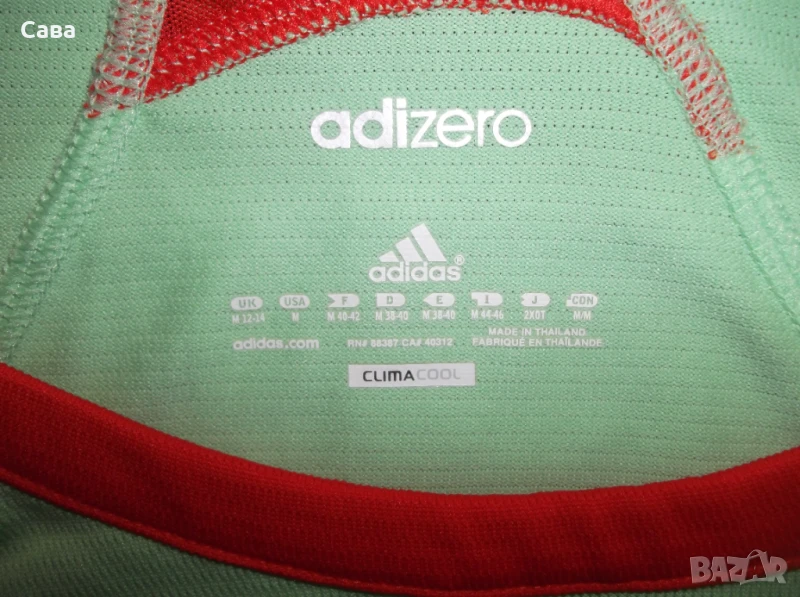 Сава
adizero
adidas®
UK USA F D E I J CON
M 12-14 M M 40-42 M 38-40 M 38-40 M 44-46 2XOT M/M
adidas.com RN# 88387 CA# 40312 MADE IN THAILAND
FABRIQUÉ EN THAÏLANDE
CLIMACOOL
BAZAR